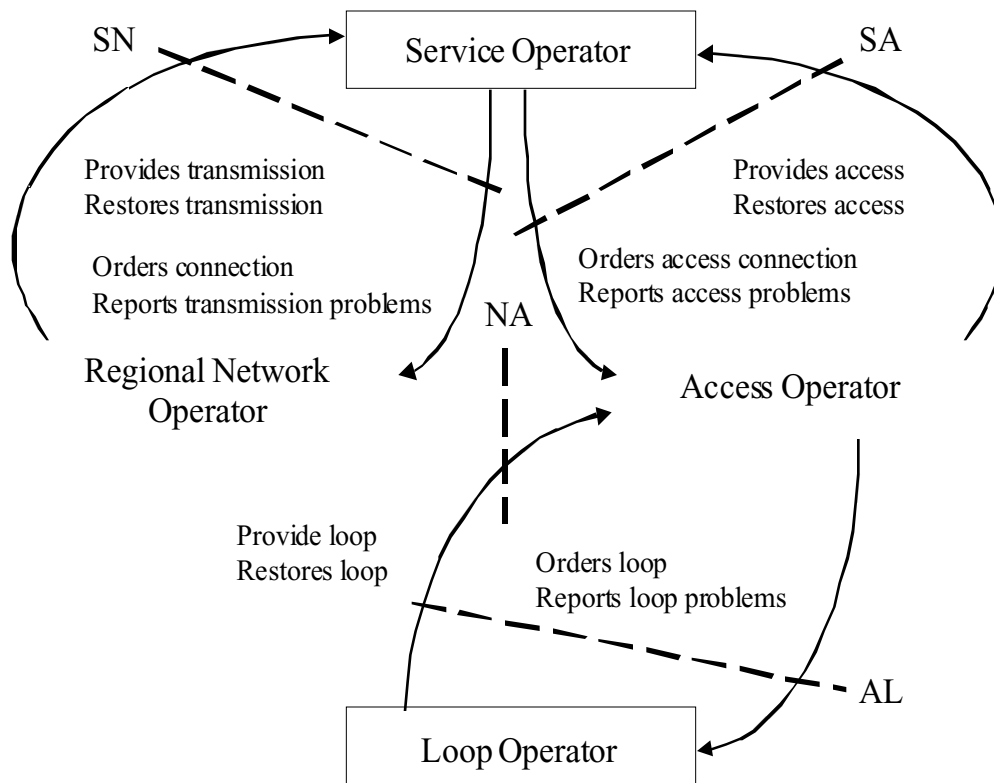 SN
Service Operator
SA
Provides transmission
Restores transmission
Provides access
Restores access
Orders connection
Reports transmission problems
Orders access connection
Reports access problems
NA
Regional Network
Operator
Access Operator
Provide loop
Restores loop
Orders loop
Reports loop problems
AL
Loop Operator